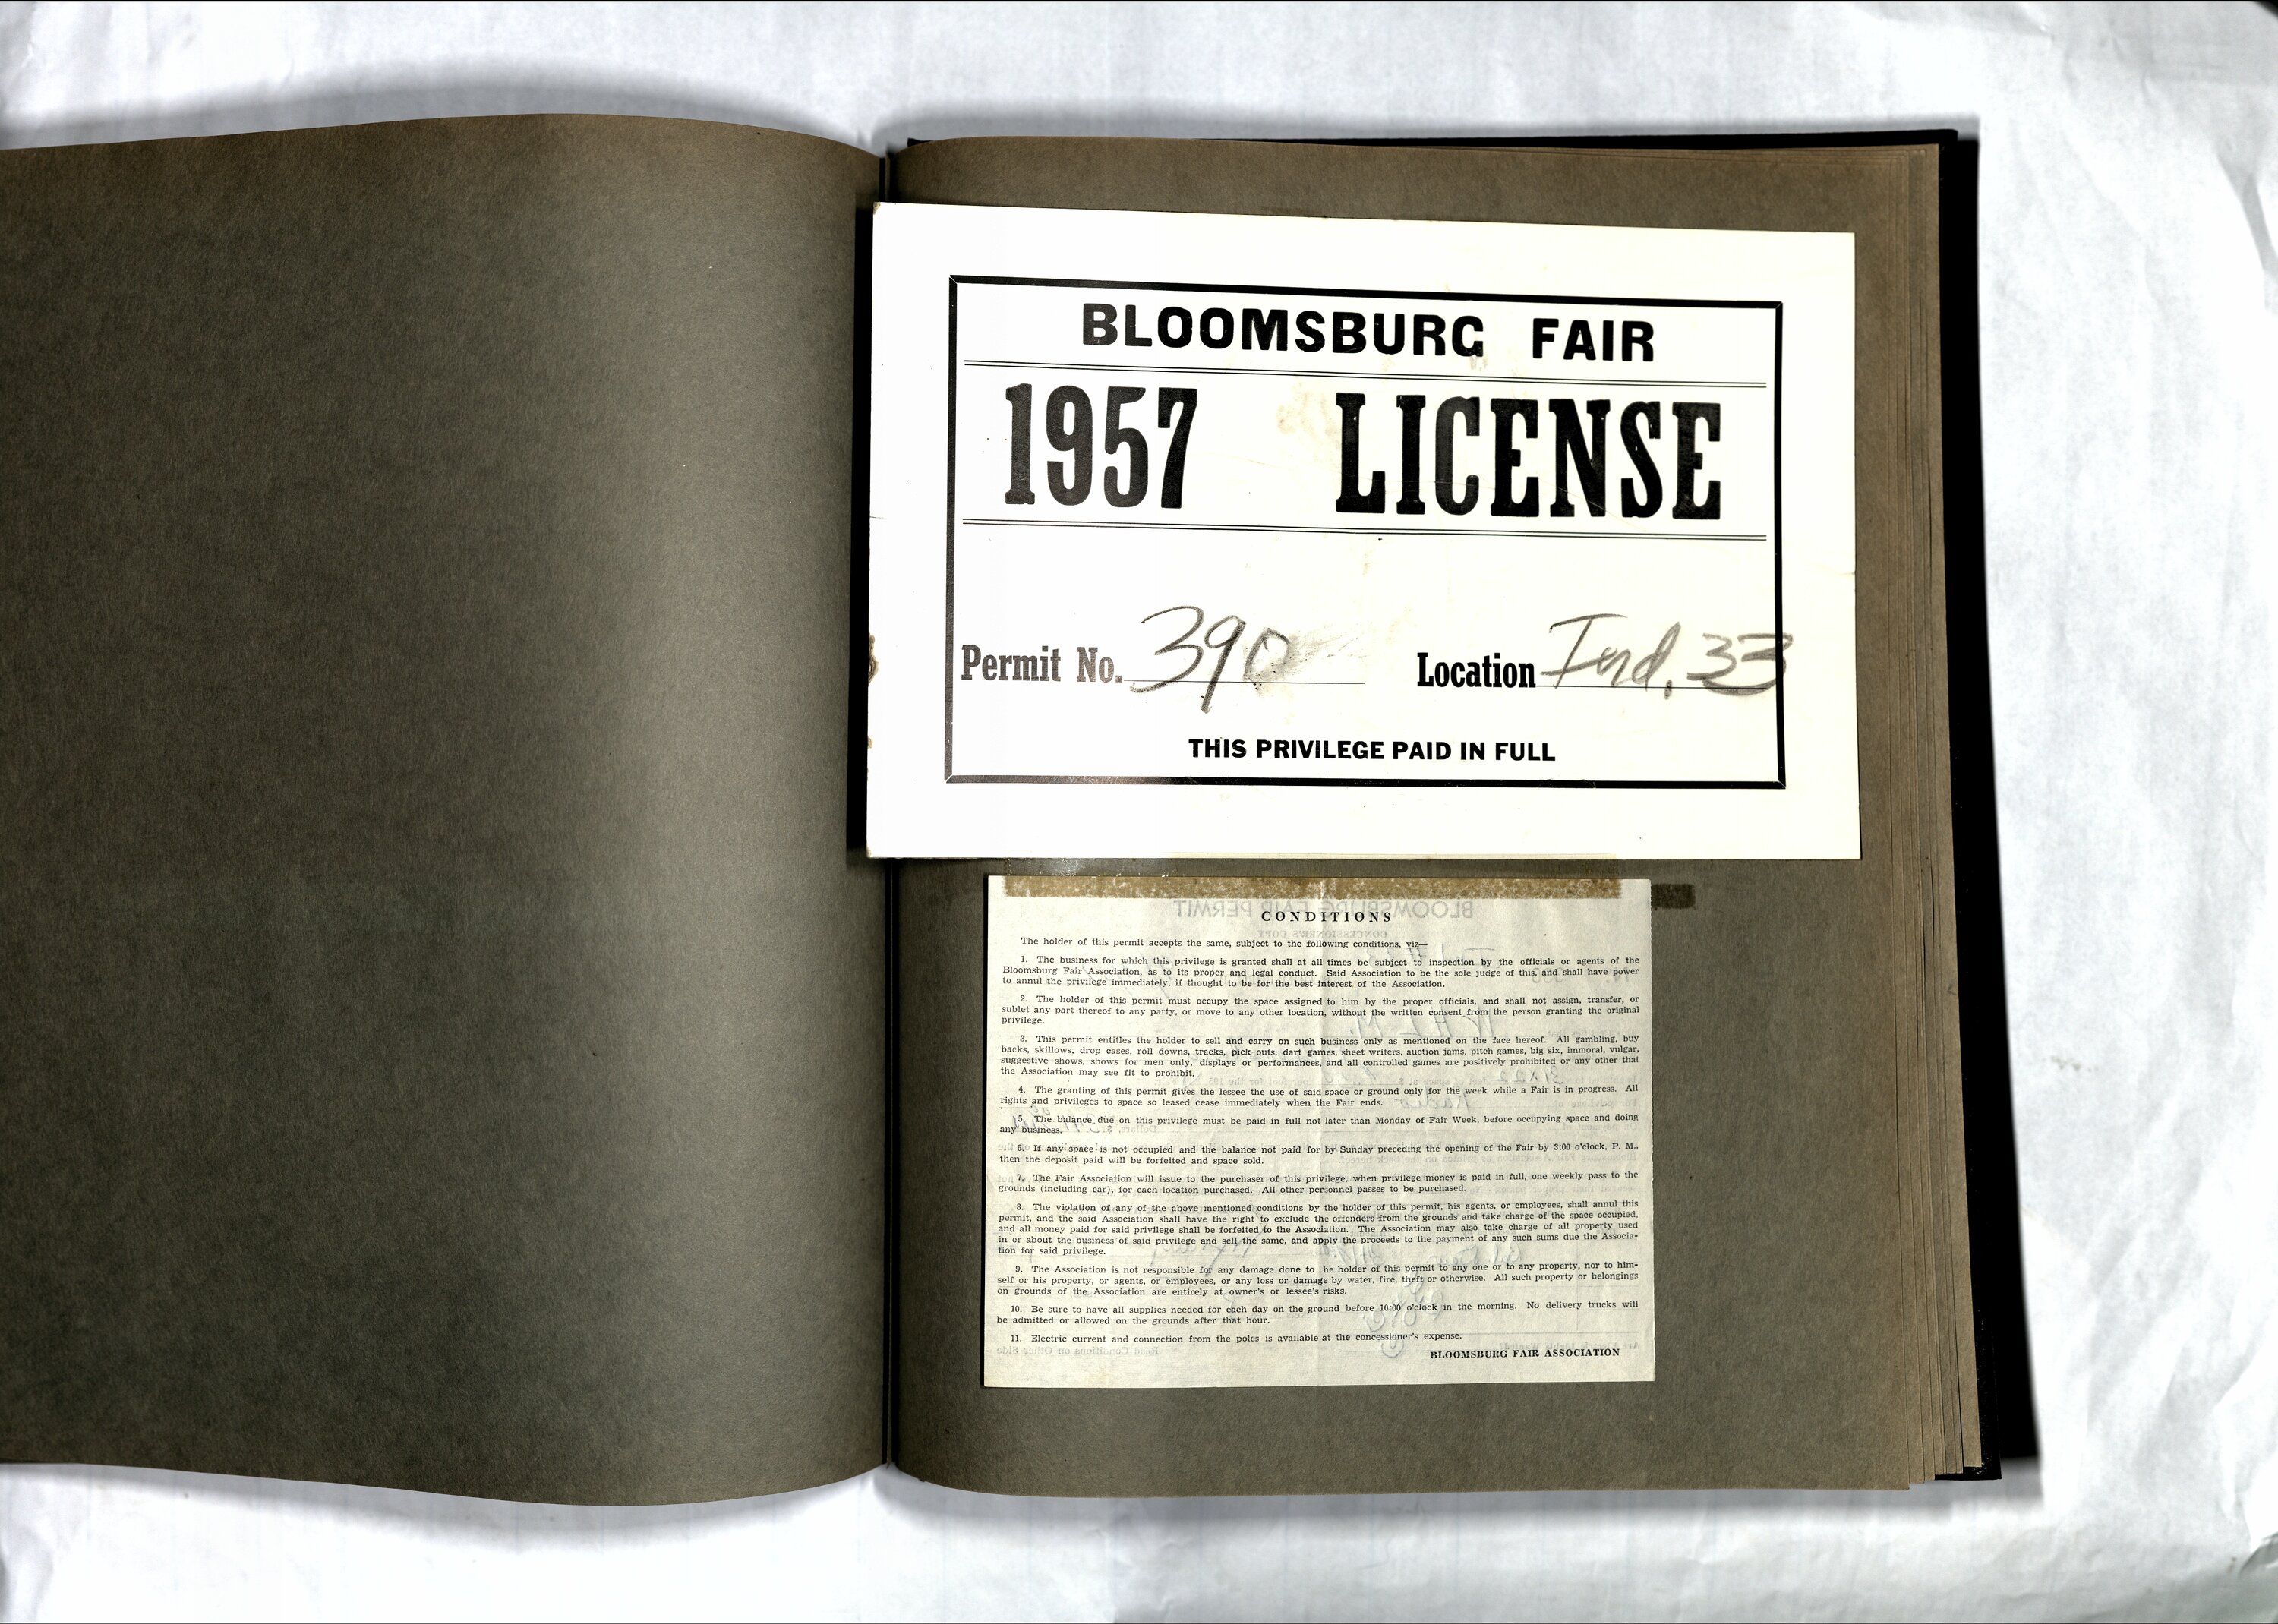 BLOOMSBURG FAIR
1957 LICENSE
Permit No. 390 Location Ind. 33
THIS PRIVILEGE PAID IN FULL
BLOOMSBURG FAIR PERMIT
CONCESSIONER'S COPY
CONDITIONS
The holder of this permit accepts the same, subject to the following conditions, viz—
1. The business for which this privilege is granted shall at all times be subject to inspection by the officials or agents of the
Bloomsburg Fair Association, as to its proper and legal conduct. Said Association to be the sole judge of this, and shall have power
to annul the privilege immediately, if thought to be for the best interest of the Association.
2. The holder of this permit must occupy the space assigned to him by the proper officials, and shall not assign, transfer, or
sublet any part thereof to any party, or move to any other location, without the written consent from the person granting the original
privilege.
3. This permit entitles the holder to sell and carry on such business only as mentioned on the face hereof. All gambling, buy
backs, skillows, drop cases, roll downs, tracks, pick outs, dart games, sheet writers, auction jams, pitch games, big six, immoral, vulgar,
suggestive shows, shows for men only, displays or performances, and all controlled games are positively prohibited or any other that
the Association may see fit to prohibit.
4. The granting of this permit gives the lessee the use of said space or ground only for the week while a Fair is in progress. All
rights and privileges to space so leased cease immediately when the Fair ends.
5. The balance due on this privilege must be paid in full not later than Monday of Fair Week, before occupying space and doing
any business.
6. If any space is not occupied and the balance not paid for by Sunday preceding the opening of the Fair by 3:00 o'clock, P. M.,
then the deposit paid will be forfeited and space sold.
7. The Fair Association will issue to the purchaser of this privilege, when privilege money is paid in full, one weekly pass to the
grounds (including car), for each location purchased. All other personnel passes to be purchased.
8. The violation of any of the above mentioned conditions by the holder of this permit, his agents, or employees, shall annul this
permit, and the said Association shall have the right to exclude the offenders from the grounds and take charge of the space occupied,
and all money paid for said privilege shall be forfeited to the Association. The Association may also take charge of all property used
in or about the business of said privilege and sell the same, and apply the proceeds to the payment of any such sums due the Associa-
tion for said privilege.
9. The Association is not responsible for any damage done to he holder of this permit to any one or to any property, nor to him-
self or his property, or agents, or employees, or any loss or damage by water, fire, theft or otherwise. All such property or belongings
on grounds of the Association are entirely at owner's or lessee's risks.
10. Be sure to have all supplies needed for each day on the ground before 10:00 o'clock in the morning. No delivery trucks will
be admitted or allowed on the grounds after that hour.
11. Electric current and connection from the poles is available at the concessioner's expense.
Read Conditions on Other Side
BLOOMSBURG FAIR ASSOCIATION